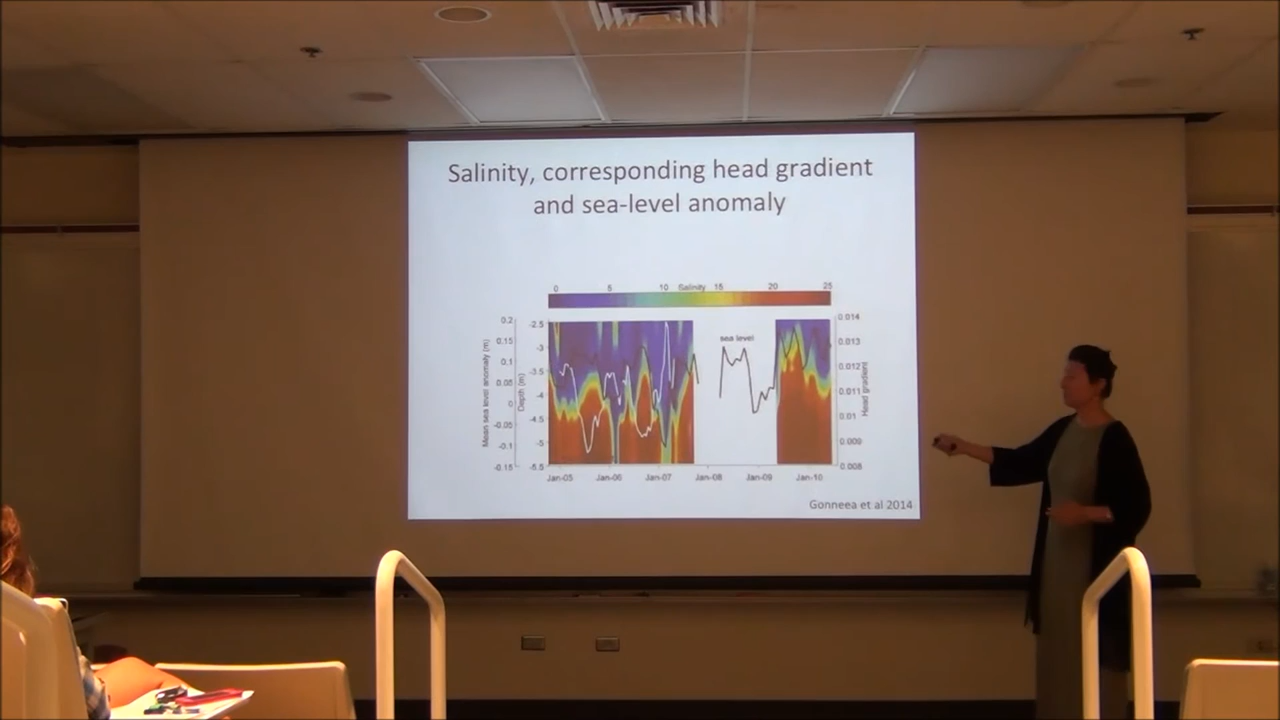 Salinity, corresponding head gradient
and sea-level anomaly
0 5 10 Salinity 15 20 25
Mean sea level anomaly (m)
0.2
0.15
0.1
0.05
0
-0.05
-0.1
-0.15
Depth (m)
-2.5
-3
-3.5
-4
-4.5
-5
-5.5
sea level
0.014
0.013
0.012
0.011
0.01
0.009
0.008
Head gradient
Jan-05 Jan-06 Jan-07 Jan-08 Jan-09 Jan-10
Gonneea et al 2014